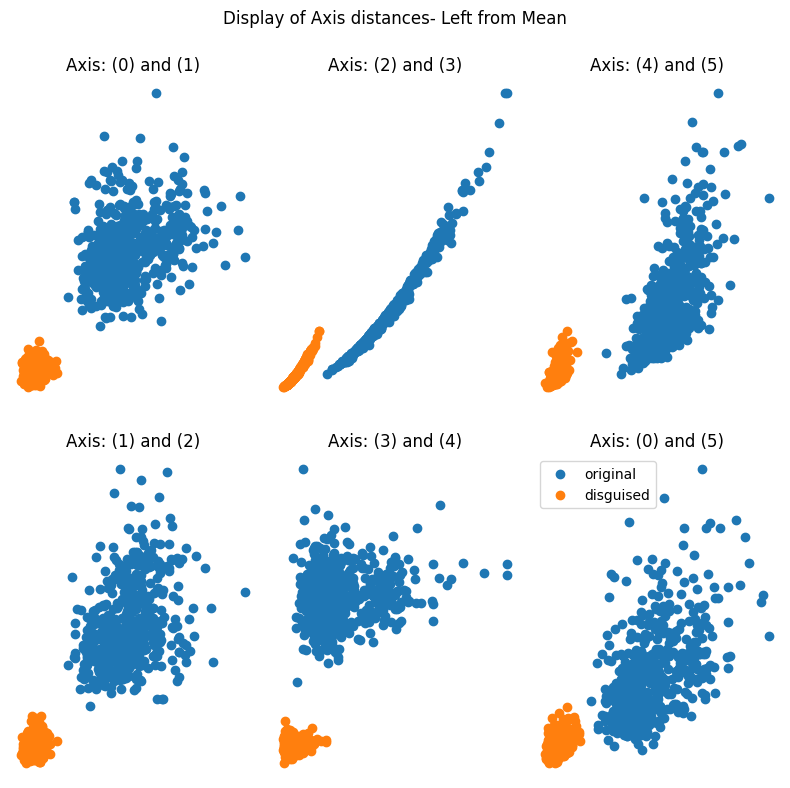 Display of Axis distances- Left from Mean
Axis: (0) and (1)
Axis: (2) and (3)
Axis: (4) and (5)
Axis: (1) and (2)
Axis: (3) and (4)
Axis: (0) and (5)
original
disguised